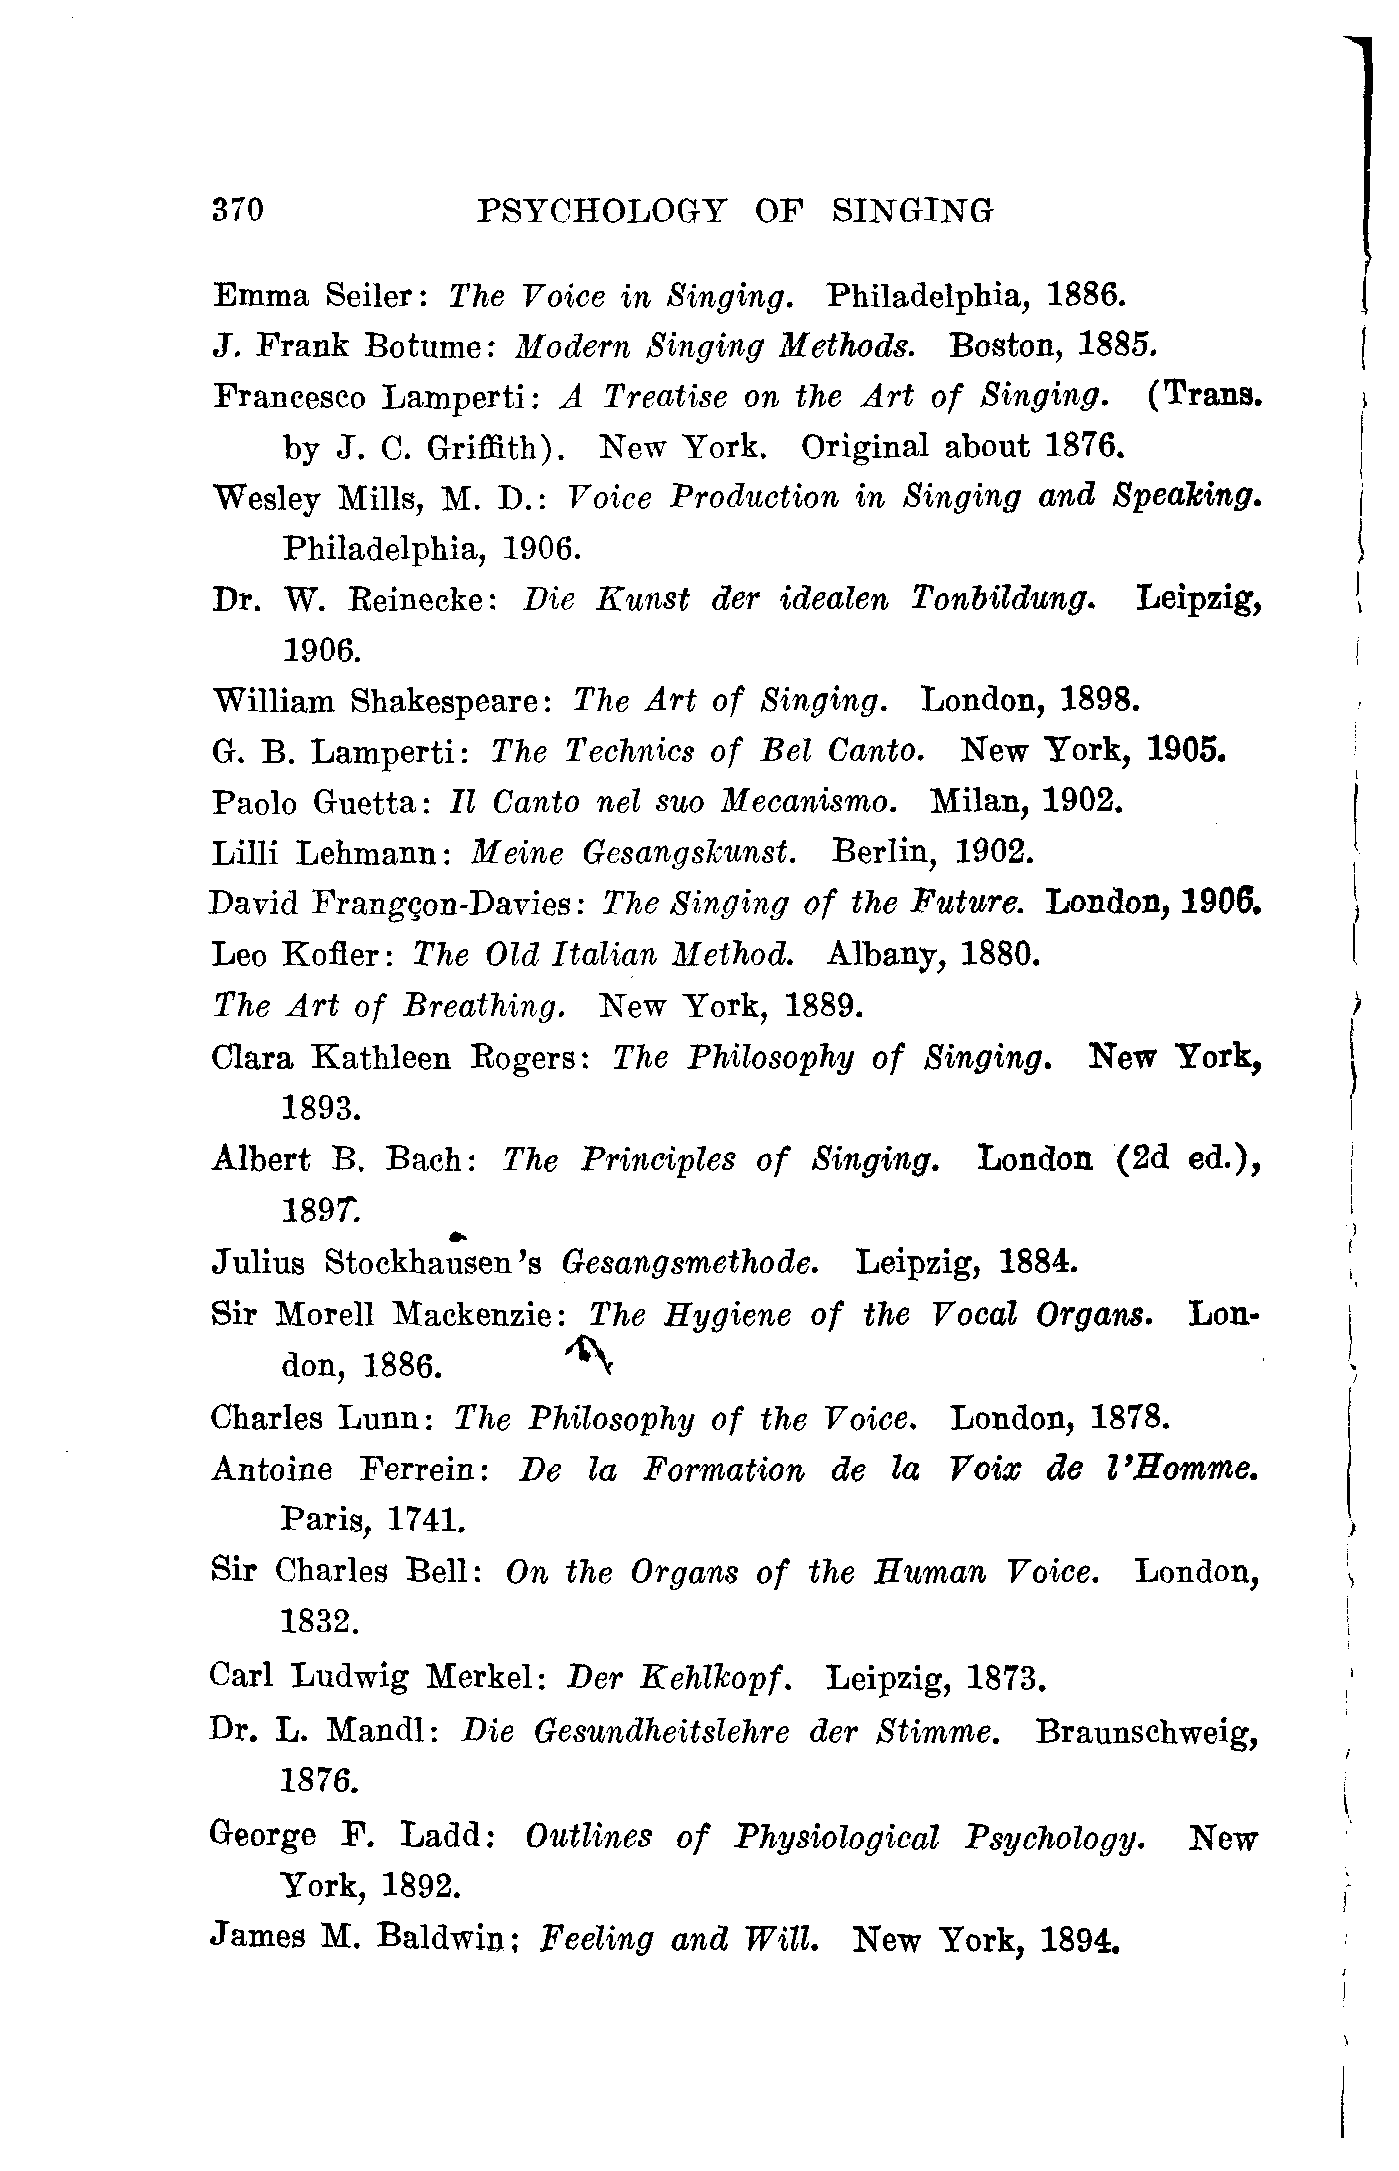 370 PSYCHOLOGY OF SINGING
Emma Seiler: The Voice in Singing. Philadelphia, 1886.
J. Frank Botume: Modern Singing Methods. Boston, 1885.
Francesco Lamperti: A Treatise on the Art of Singing. (Trans.
by J. C. Griffith). New York. Original about 1876.
Wesley Mills, M. D.: Voice Production in Singing and Speaking.
Philadelphia, 1906.
Dr. W. Reinecke: Die Kunst der idealen Tonbildung. Leipzig,
1906.
William Shakespeare: The Art of Singing. London, 1898.
G. B. Lamperti: The Technics of Bel Canto. New York, 1905.
Paolo Guetta: Il Canto nel suo Mecanismo. Milan, 1902.
Lilli Lehmann: Meine Gesangskunst. Berlin, 1902.
David Frangçon-Davies: The Singing of the Future. London, 1906.
Leo Kofler: The Old Italian Method. Albany, 1880.
The Art of Breathing. New York, 1889.
Clara Kathleen Rogers: The Philosophy of Singing. New York,
1893.
Albert B. Bach: The Principles of Singing. London (2d ed.),
1897.
Julius Stockhausen's Gesangsmethode. Leipzig, 1884.
Sir Morell Mackenzie: The Hygiene of the Vocal Organs. Lon-
don, 1886.
Charles Lunn: The Philosophy of the Voice. London, 1878.
Antoine Ferrein: De la Formation de la Voix de l'Homme.
Paris, 1741.
Sir Charles Bell: On the Organs of the Human Voice. London,
1832.
Carl Ludwig Merkel: Der Kehlkopf. Leipzig, 1873.
Dr. L. Mandl: Die Gesundheitslehre der Stimme. Braunschweig,
1876.
George F. Ladd: Outlines of Physiological Psychology. New
York, 1892.
James M. Baldwin: Feeling and Will. New York, 1894.